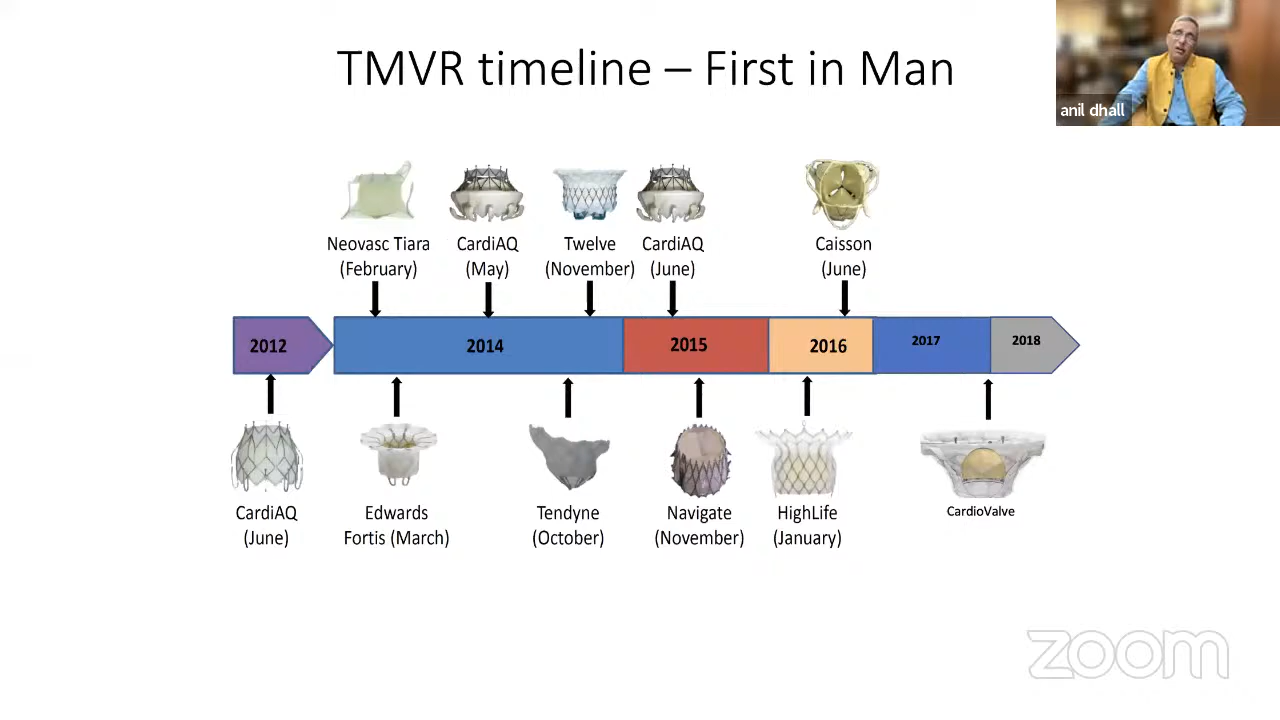 TMVR timeline – First in Man
anil dhall
Neovasc Tiara
(February)
CardiAQ
(May)
Twelve
(November)
CardiAQ
(June)
Caisson
(June)
2012
2014
2015
2016
2017
2018
CardiAQ
(June)
Edwards
Fortis (March)
Tendyne
(October)
Navigate
(November)
HighLife
(January)
CardioValve
zoom